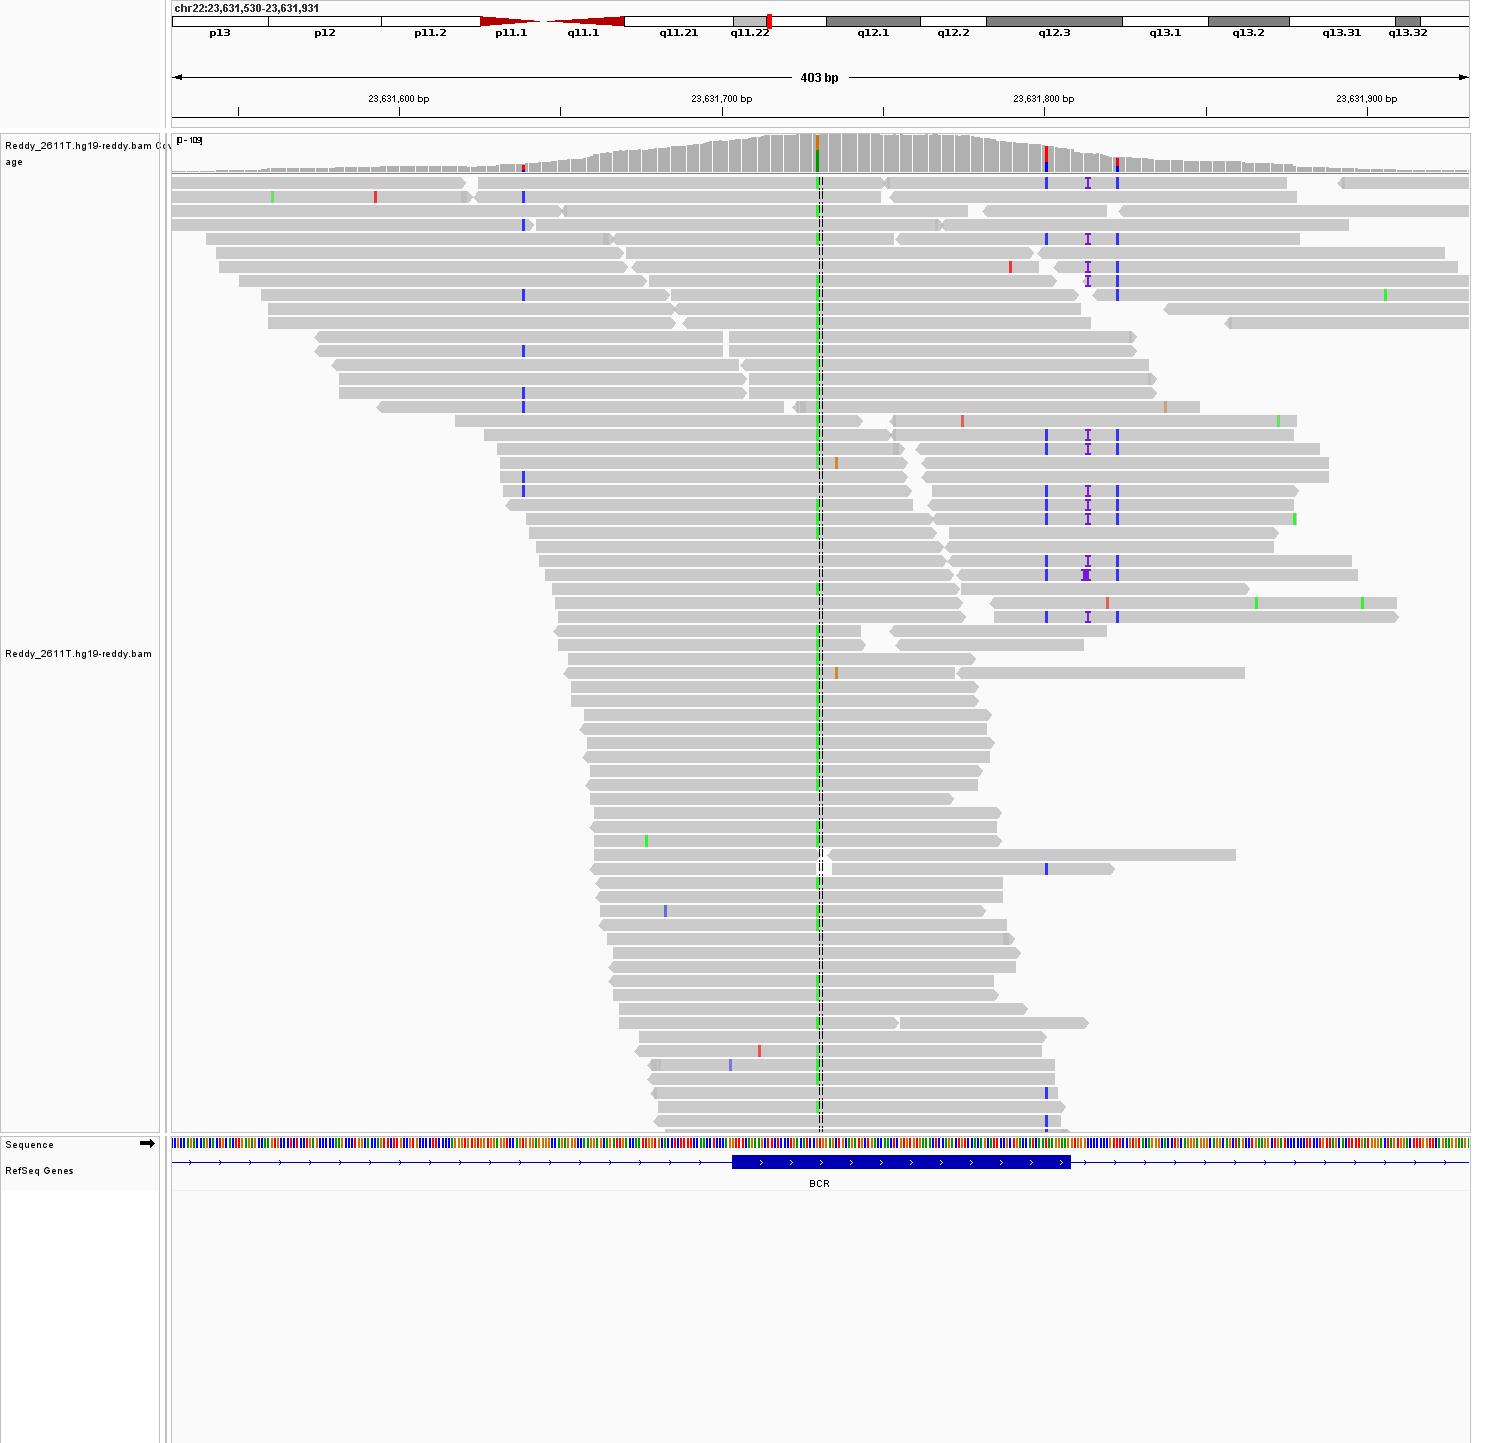 chr22:23,631,530-23,631,931
p13 p12 p11.2 p11.1 q11.1 q11.21 q11.22 q12.1 q12.2 q12.3 q13.1 q13.2 q13.31 q13.32
403 bp
23,631,600 bp 23,631,700 bp 23,631,800 bp 23,631,900 bp
[0 - 109]
Reddy_2611T.hg19-reddy.bam Cov
age
Reddy_2611T.hg19-reddy.bam
Sequence
RefSeq Genes
BCR